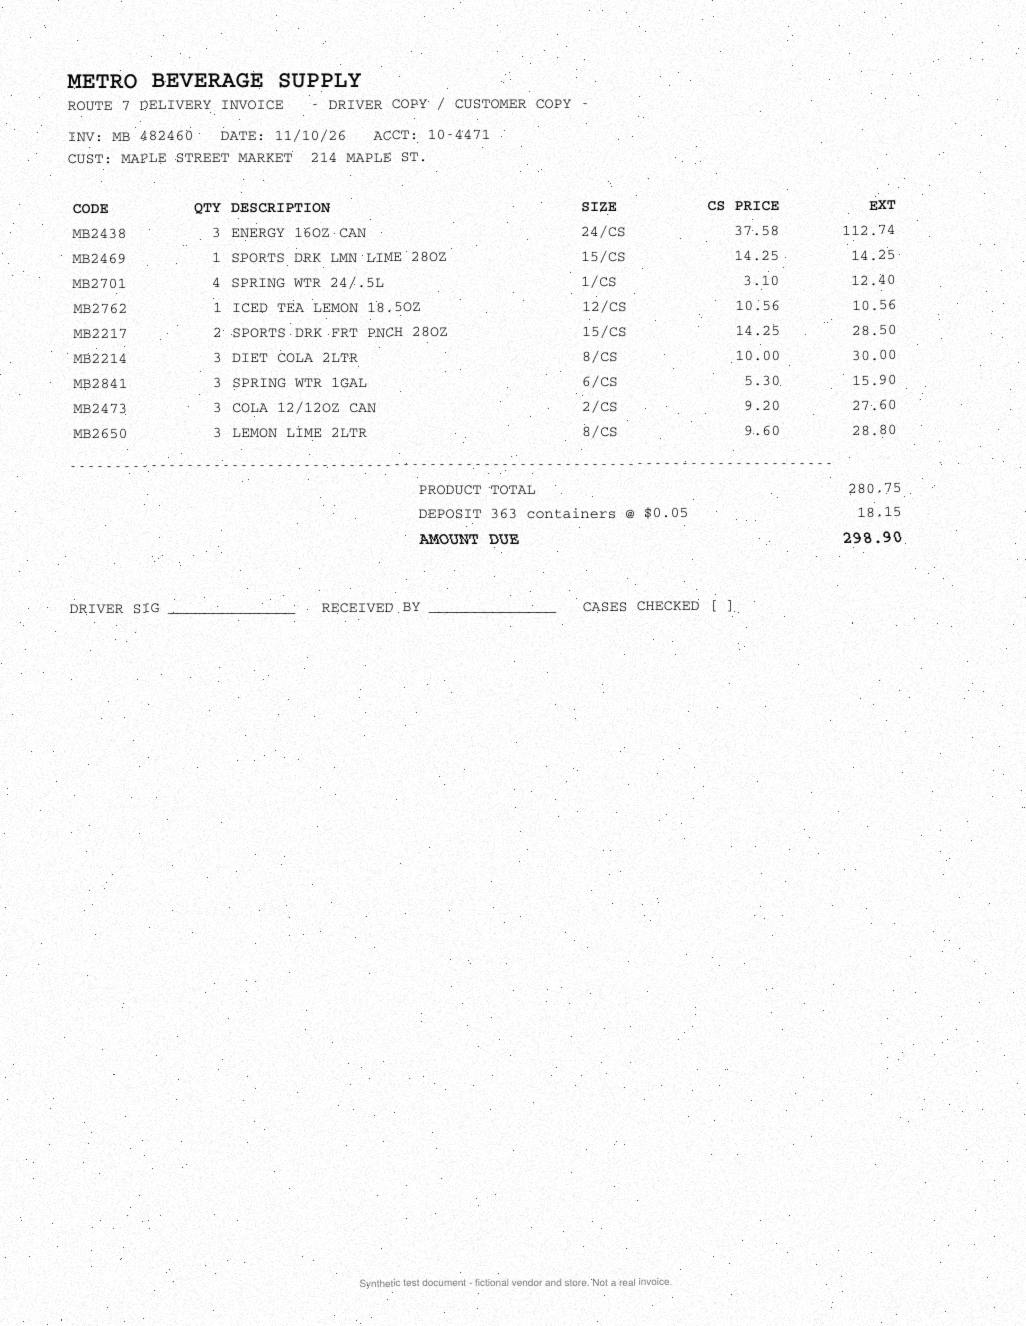 METRO BEVERAGE SUPPLY
ROUTE 7 DELIVERY INVOICE - DRIVER COPY / CUSTOMER COPY -
INV: MB 482460 DATE: 11/10/26 ACCT: 10-4471
CUST: MAPLE STREET MARKET 214 MAPLE ST.
CODE QTY DESCRIPTION SIZE CS PRICE EXT
MB2438 3 ENERGY 16OZ CAN 24/CS 37.58 112.74
MB2469 1 SPORTS DRK LMN LIME 28OZ 15/CS 14.25 14.25
MB2701 4 SPRING WTR 24/.5L 1/CS 3.10 12.40
MB2762 1 ICED TEA LEMON 18.5OZ 12/CS 10.56 10.56
MB2217 2 SPORTS DRK FRT PNCH 28OZ 15/CS 14.25 28.50
MB2214 3 DIET COLA 2LTR 8/CS 10.00 30.00
MB2841 3 SPRING WTR 1GAL 6/CS 5.30 15.90
MB2473 3 COLA 12/12OZ CAN 2/CS 9.20 27.60
MB2650 3 LEMON LIME 2LTR 8/CS 9.60 28.80
PRODUCT TOTAL 280.75
DEPOSIT 363 containers @ $0.05 18.15
AMOUNT DUE 298.90
DRIVER SIG ______________ RECEIVED BY ______________ CASES CHECKED [ ]
Synthetic test document - fictional vendor and store. Not a real invoice.